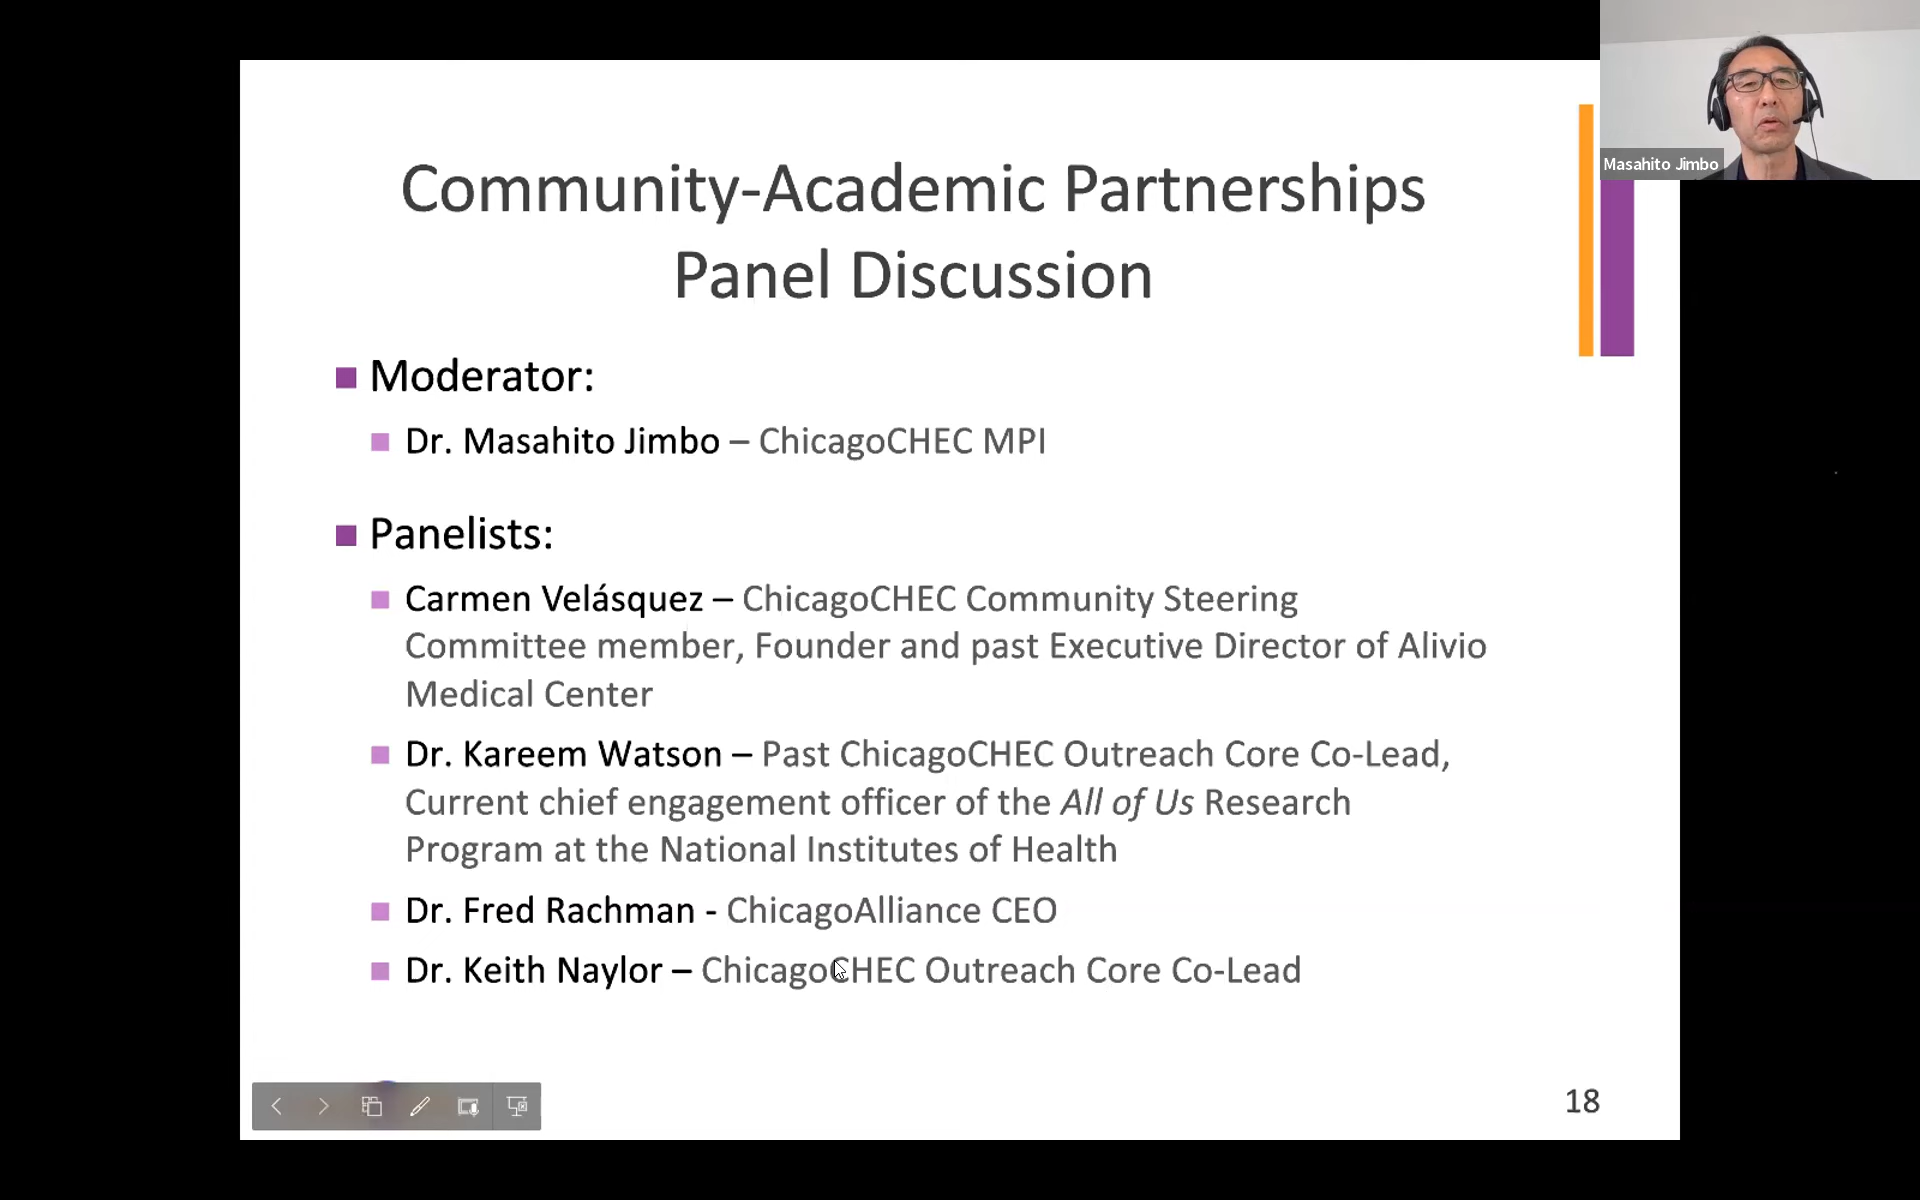 Community-Academic Partnerships
Panel Discussion
Moderator:
Dr. Masahito Jimbo – ChicagoCHEC MPI
Panelists:
Carmen Velásquez – ChicagoCHEC Community Steering
Committee member, Founder and past Executive Director of Alivio
Medical Center
Dr. Kareem Watson – Past ChicagoCHEC Outreach Core Co-Lead,
Current chief engagement officer of the All of Us Research
Program at the National Institutes of Health
Dr. Fred Rachman - ChicagoAlliance CEO
Dr. Keith Naylor – ChicagoCHEC Outreach Core Co-Lead
18
Masahito Jimbo